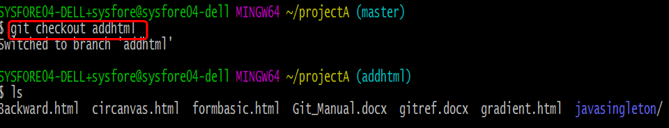 SYSFORE04-DELL+sysfore@sysfore04-dell MINGW64 ~/projectA (master)
$ git checkout addhtml
Switched to branch 'addhtml'
SYSFORE04-DELL+sysfore@sysfore04-dell MINGW64 ~/projectA (addhtml)
$ ls
Backward.html circanvas.html formbasic.html Git_Manual.docx gitref.docx gradient.html javasingleton/